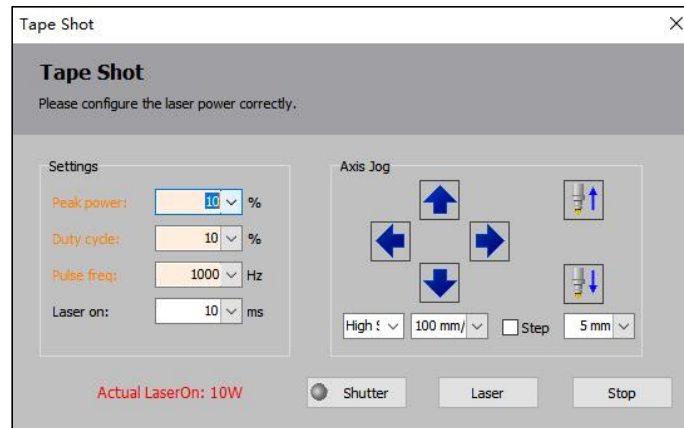 Tape Shot
Tape Shot
Please configure the laser power correctly.
Settings
Peak power: 10 %
Duty cycle: 10 %
Pulse freq: 1000 Hz
Laser on: 10 ms
Axis Jog
High S 100 mm/ Step 5 mm
Actual LaserOn: 10W
Shutter Laser Stop